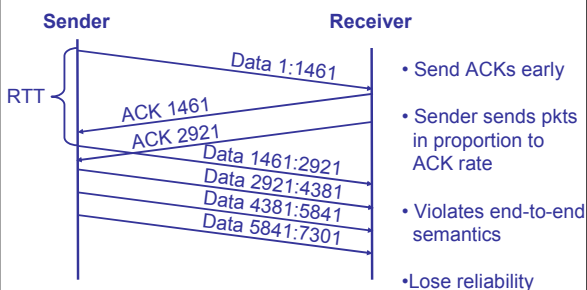 Sender
Receiver
RTT
Data 1:1461
ACK 1461
ACK 2921
Data 1461:2921
Data 2921:4381
Data 4381:5841
Data 5841:7301
• Send ACKs early
• Sender sends pkts
in proportion to
ACK rate
• Violates end-to-end
semantics
•Lose reliability